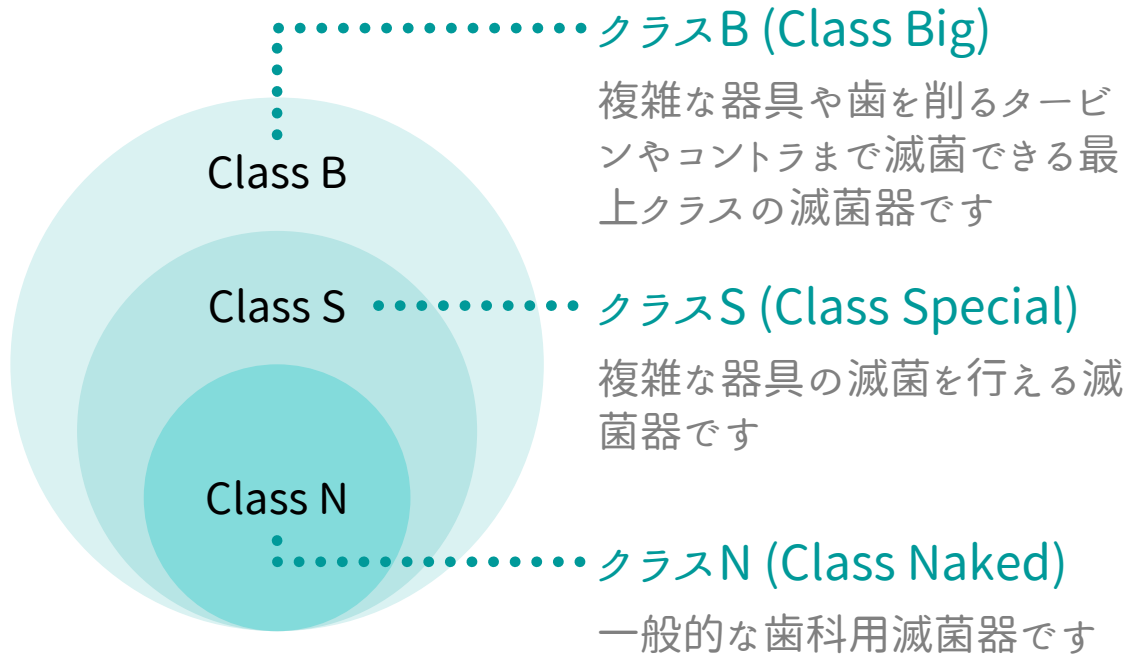 クラスB (Class Big)
複雑な器具や歯を削るタービ
ンやコントラまで滅菌できる最
上クラスの滅菌器です
Class B
Class S
クラスS (Class Special)
複雑な器具の滅菌を行える滅
菌器です
Class N
クラスN (Class Naked)
一般的な歯科用滅菌器です